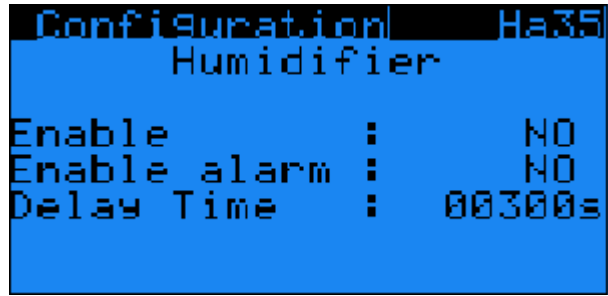 Configuration Ha35
Humidifier
Enable : NO
Enable alarm : NO
Delay Time : 00300s